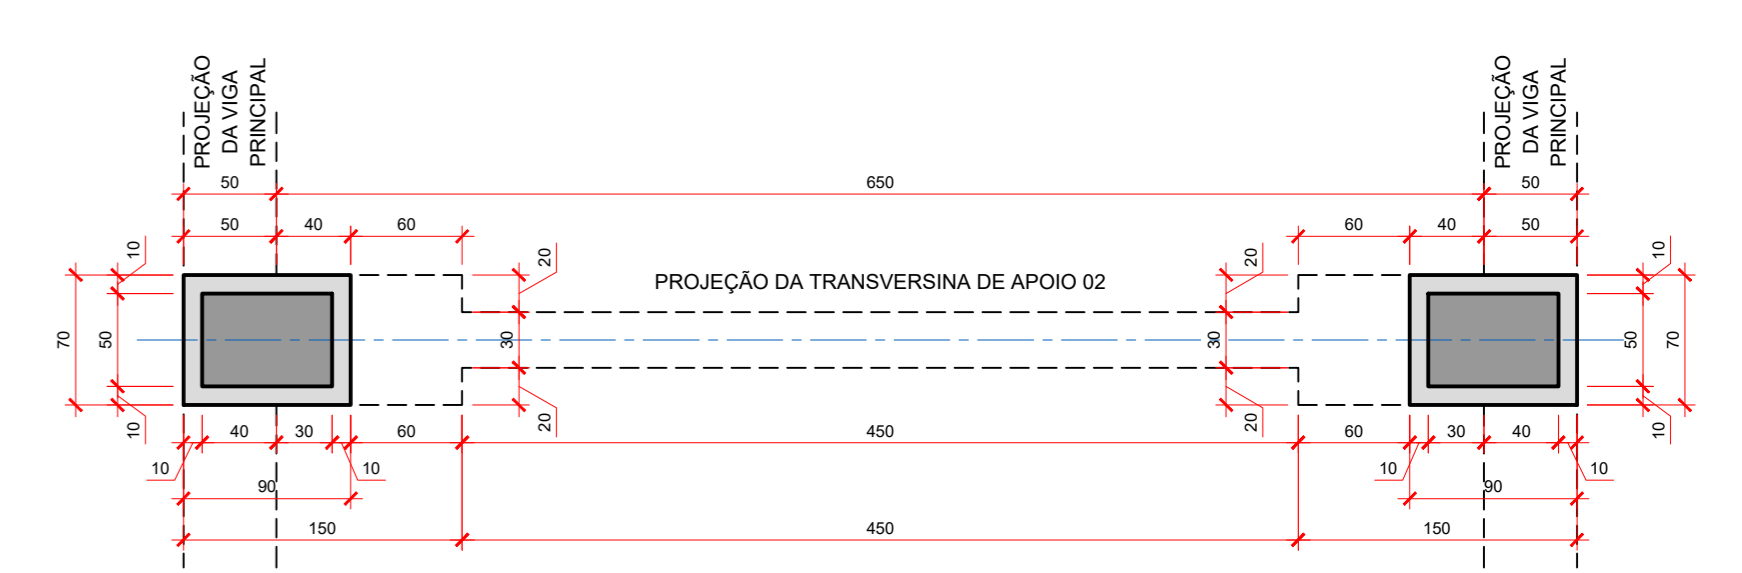 PROJEÇÃO
DA VIGA
PRINCIPAL
PROJEÇÃO
DA VIGA
PRINCIPAL
50 650 50
50 40 60 60 40 50
10 20 20 10
PROJEÇÃO DA TRANSVERSINA DE APOIO 02
70 50 30 30 50 70
10 20 20 10
40 30 60 450 60 30 40
10 10 10 10
90 90
150 450 150